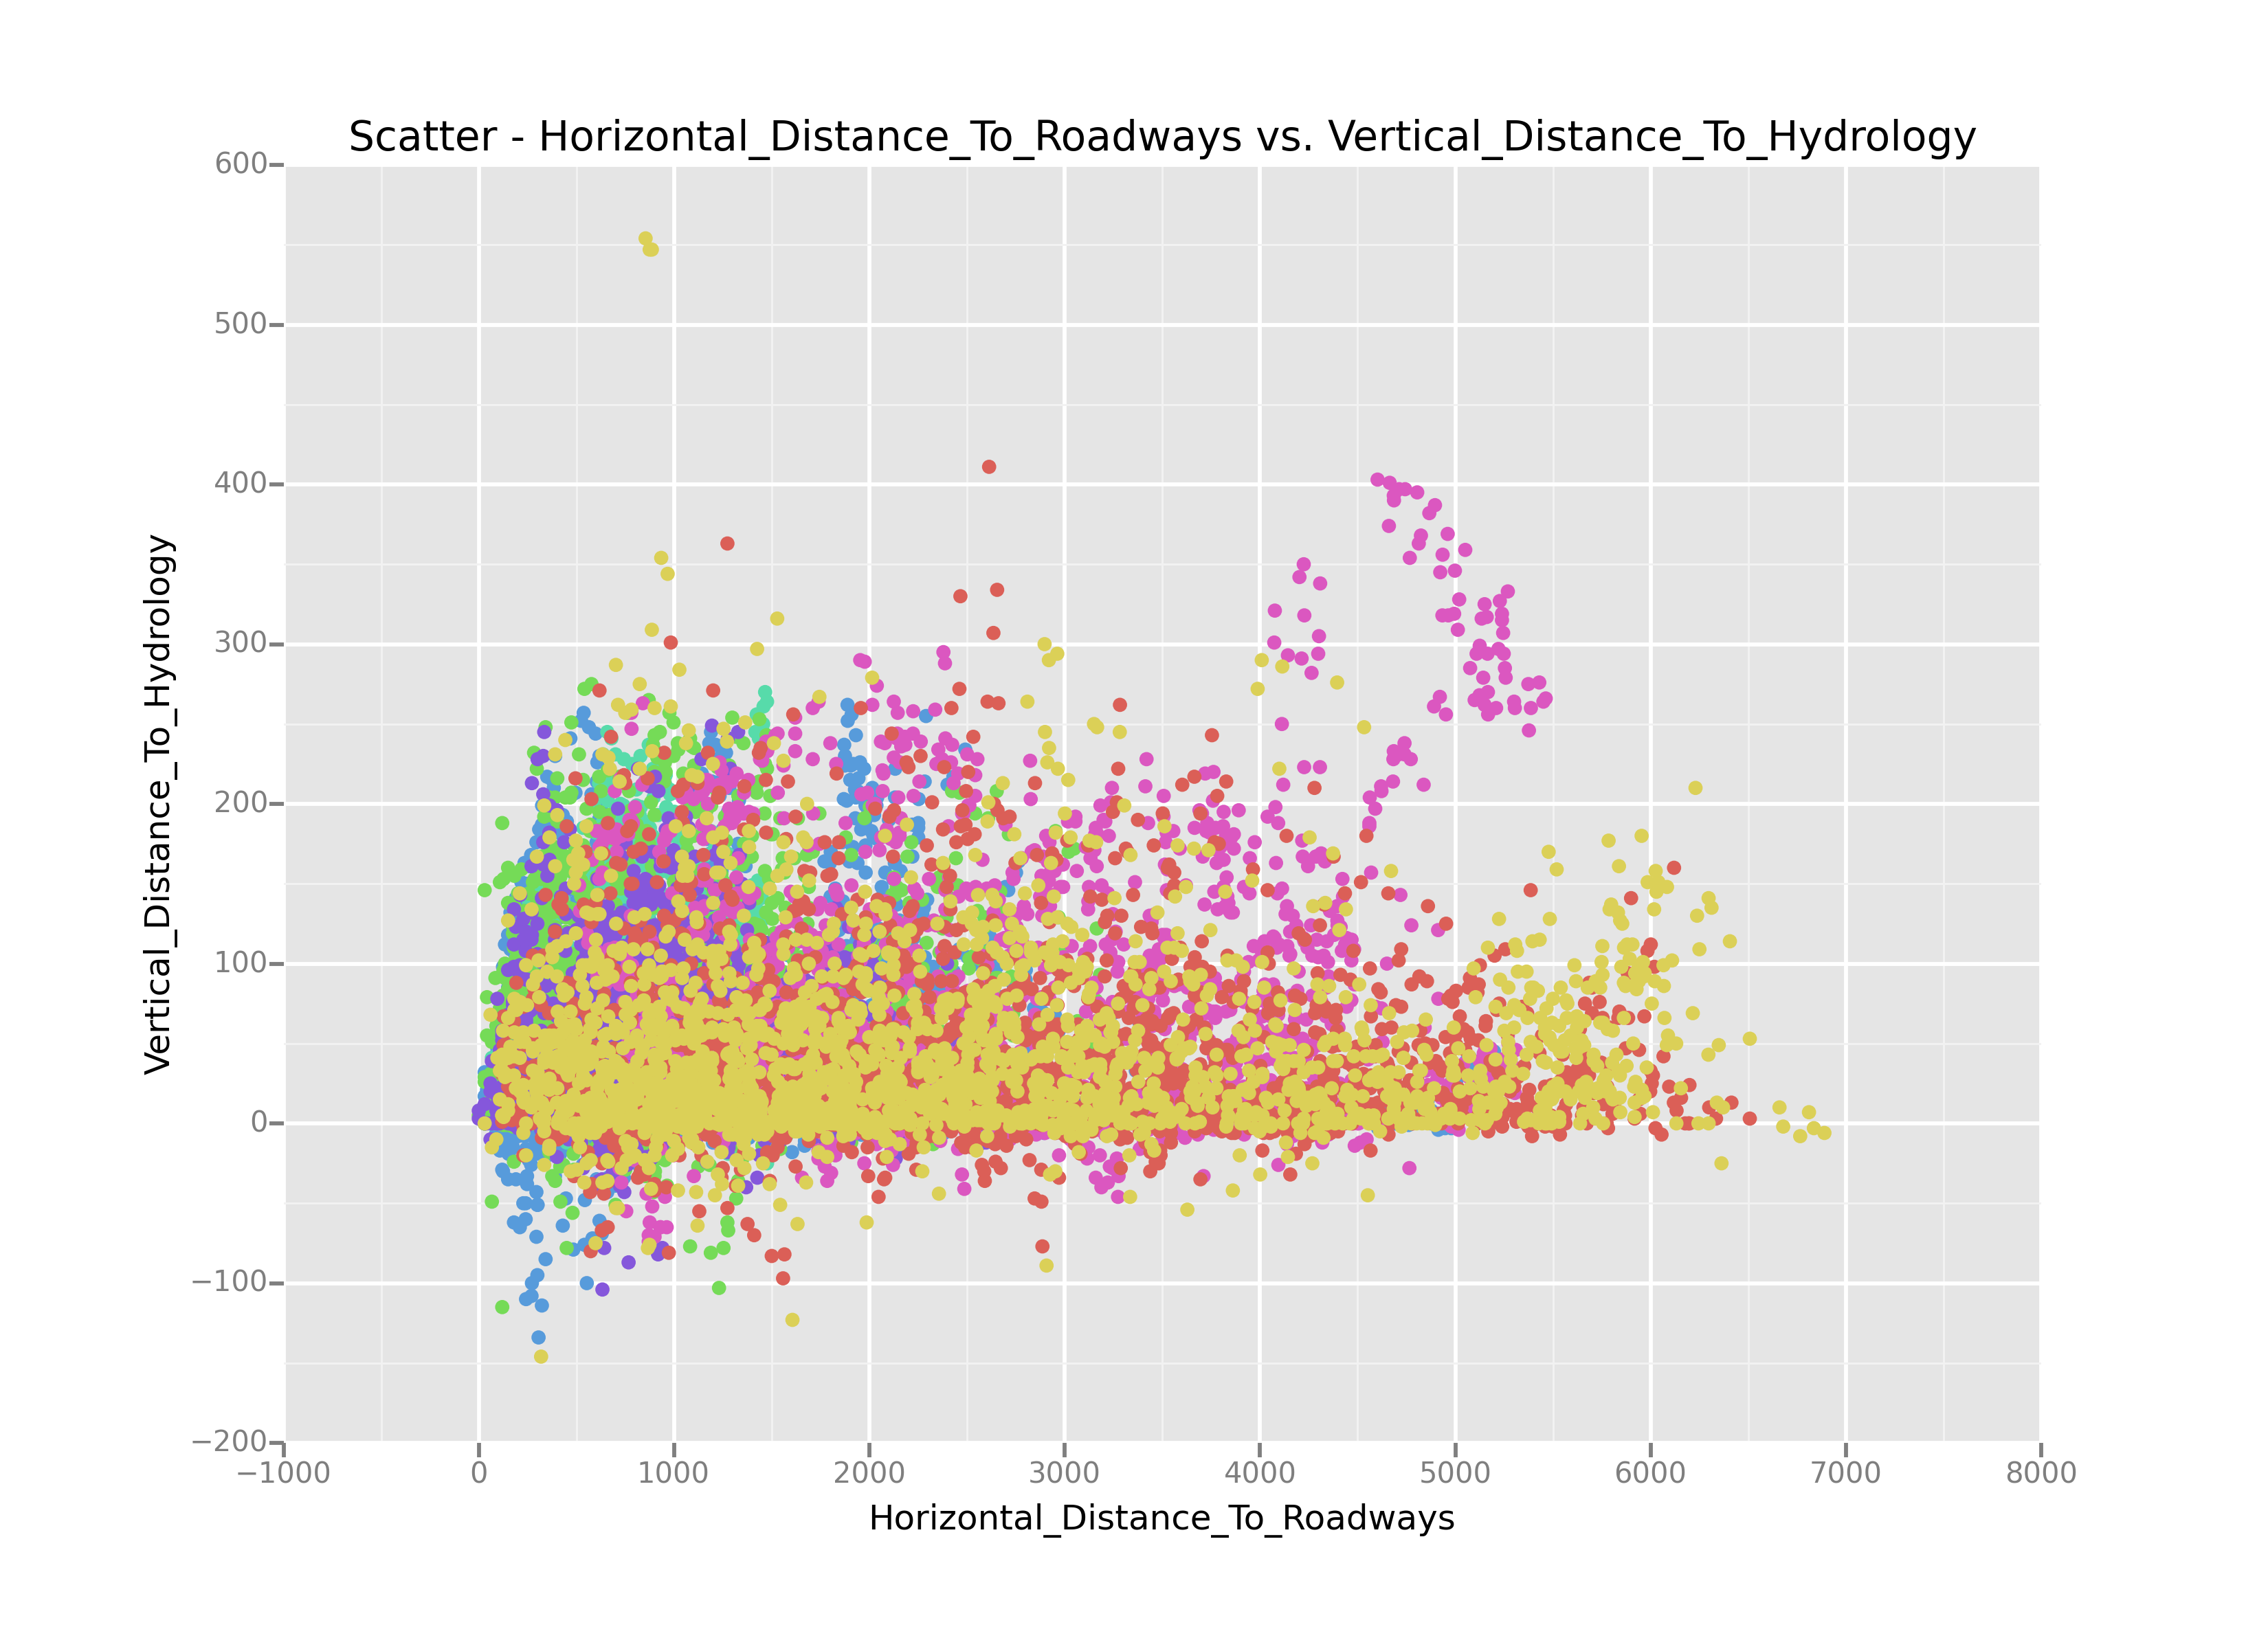 Scatter - Horizontal_Distance_To_Roadways vs. Vertical_Distance_To_Hydrology
600
500
400
300
200
100
0
−100
−200
Vertical_Distance_To_Hydrology
−1000 0 1000 2000 3000 4000 5000 6000 7000 8000
Horizontal_Distance_To_Roadways